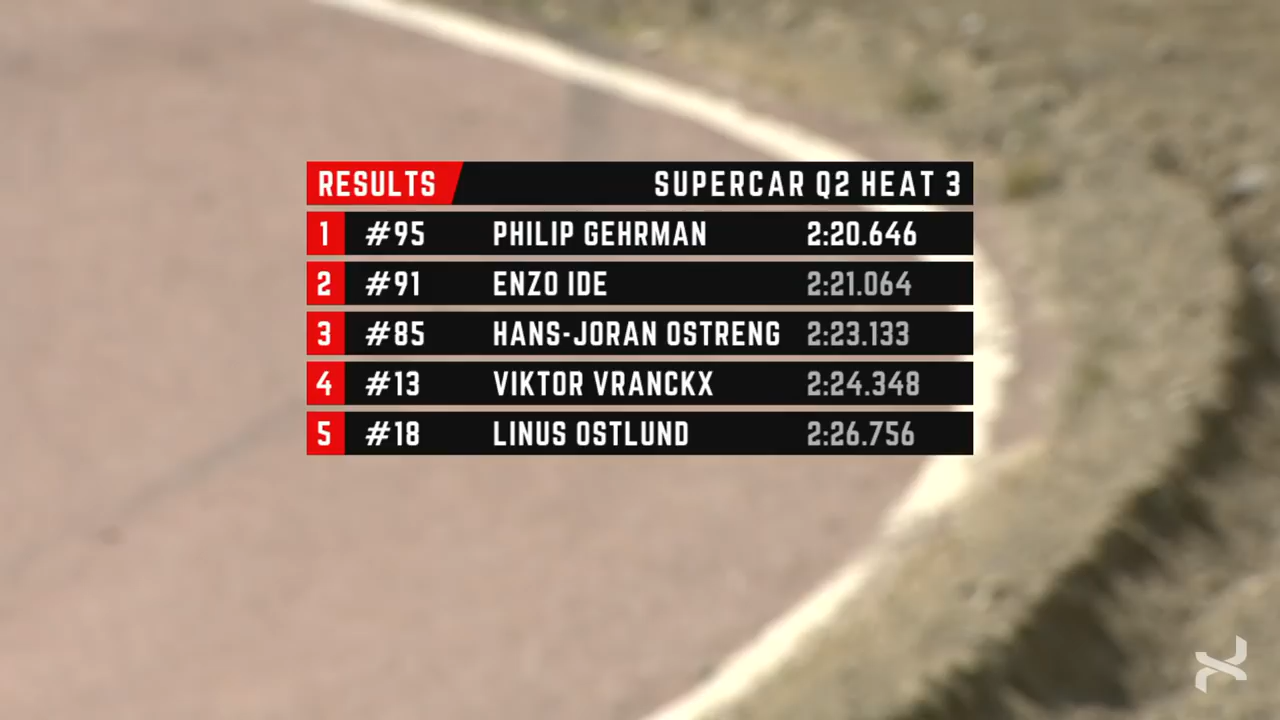 RESULTS SUPERCAR Q2 HEAT 3
1 #95 PHILIP GEHRMAN 2:20.646
2 #91 ENZO IDE 2:21.064
3 #85 HANS-JORAN OSTRENG 2:23.133
4 #13 VIKTOR VRANCKX 2:24.348
5 #18 LINUS OSTLUND 2:26.756